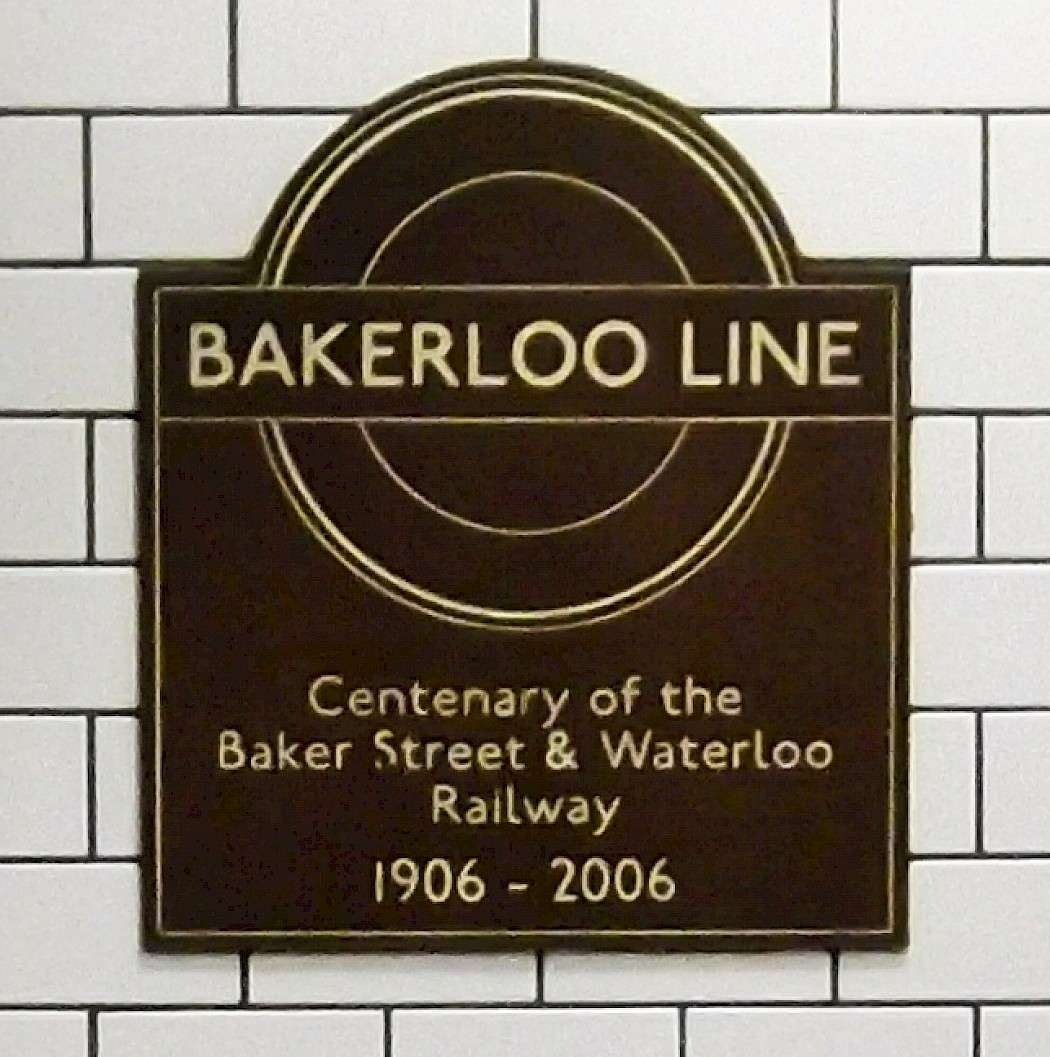 BAKERLOO LINE
Centenary of the
Baker Street & Waterloo
Railway
1906 - 2006